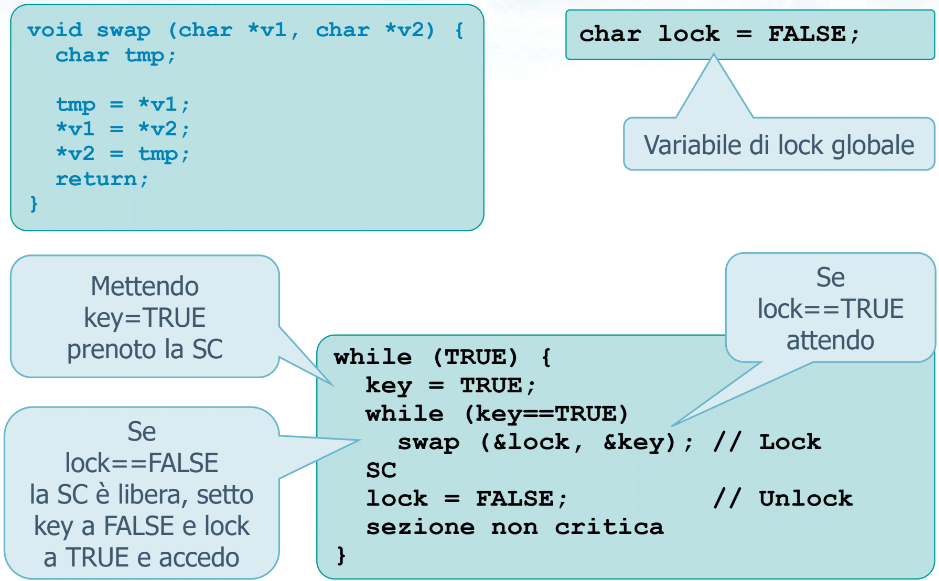 void swap (char *v1, char *v2) {
char tmp;
tmp = *v1;
*v1 = *v2;
*v2 = tmp;
return;
}
char lock = FALSE;
Variabile di lock globale
Mettendo
key=TRUE
prenoto la SC
Se
lock==TRUE
attendo
Se
lock==FALSE
la SC è libera, setto
key a FALSE e lock
a TRUE e accedo
while (TRUE) {
key = TRUE;
while (key==TRUE)
swap (&lock, &key); // Lock
SC
lock = FALSE; // Unlock
sezione non critica
}